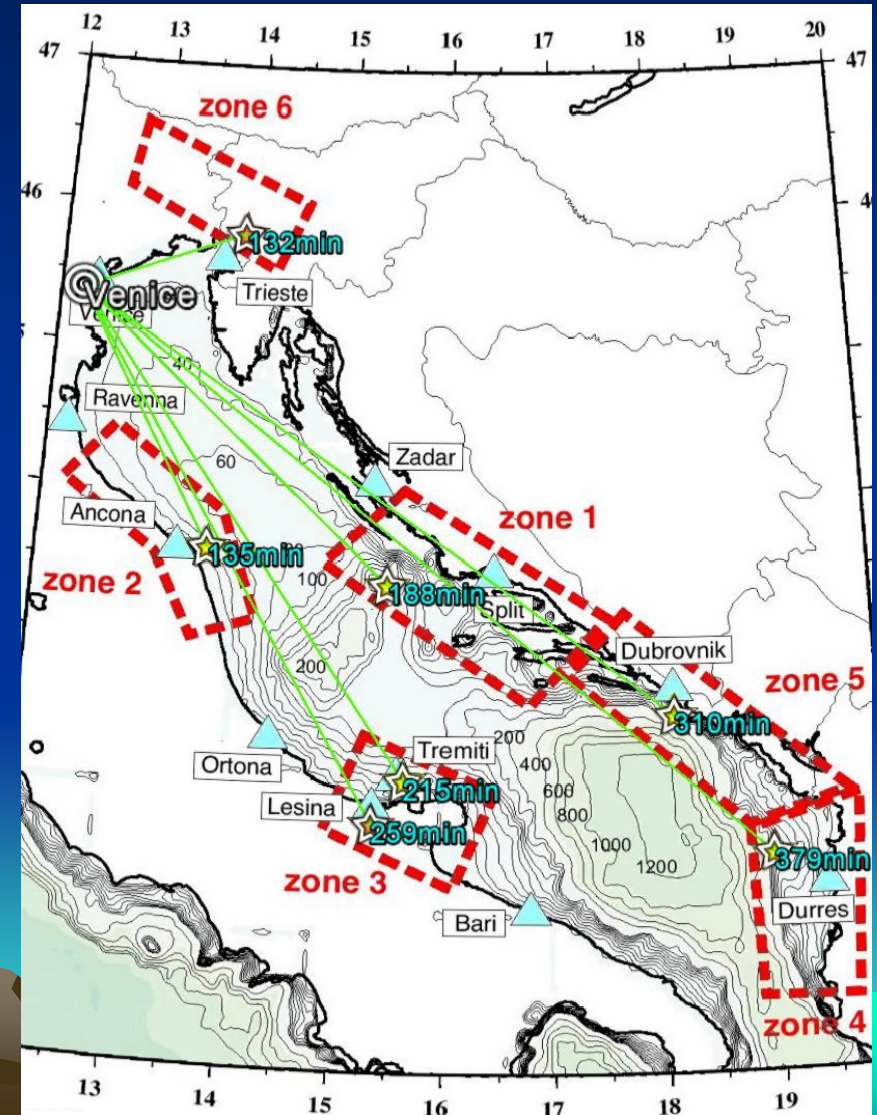 12 13 14 15 16 17 18 19 20
47 47
zone 6
46
132min
Trieste
Venice
Venice
40
Ravenna
60
Zadar
Ancona
zone 1
135min
100
188min
zone 2
Split
200
Dubrovnik
zone 5
310min
200
Ortona
Tremiti
400
215min
600
Lesina
800
259min
1000
379min
zone 3
1200
Bari
Durres
zone 4
13 14 15 16 17 18 19